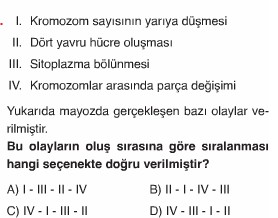 . I. Kromozom sayısının yarıya düşmesi
II. Dört yavru hücre oluşması
III. Sitoplazma bölünmesi
IV. Kromozomlar arasında parça değişimi
Yukarıda mayozda gerçekleşen bazı olaylar ve-
rilmiştir.
Bu olayların oluş sırasına göre sıralanması
hangi seçenekte doğru verilmiştir?
A) I - III - II - IV B) II - I - IV - III
C) IV - I - III - II D) IV - III - I - II